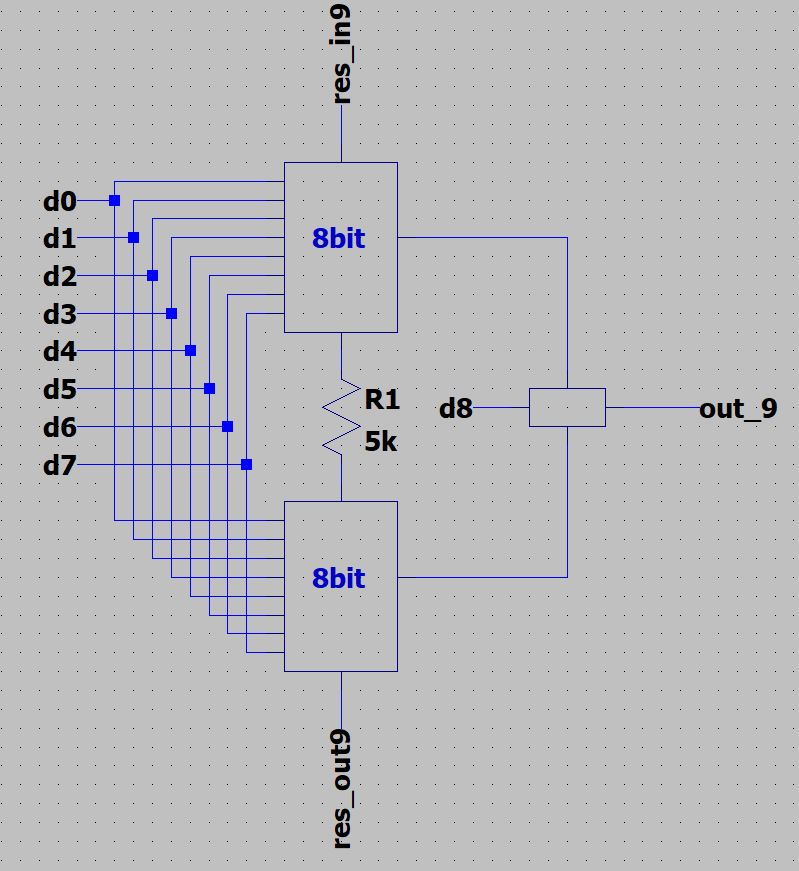 res_in9
d0
d1
8bit
d2
d3
d4
d5
R1
d8
out_9
d6
5k
d7
8bit
res_out9